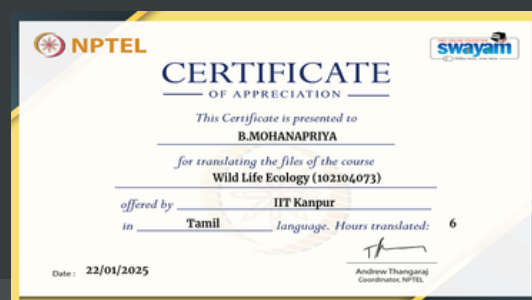 NPTEL
swayam
CERTIFICATE
OF APPRECIATION
This Certificate is presented to
B.MOHANAPRIYA
for translating the files of the course
Wild Life Ecology (102104073)
offered by IIT Kanpur
in Tamil language. Hours translated: 6
Date : 22/01/2025
Andrew Thangaraj
Coordinator, NPTEL